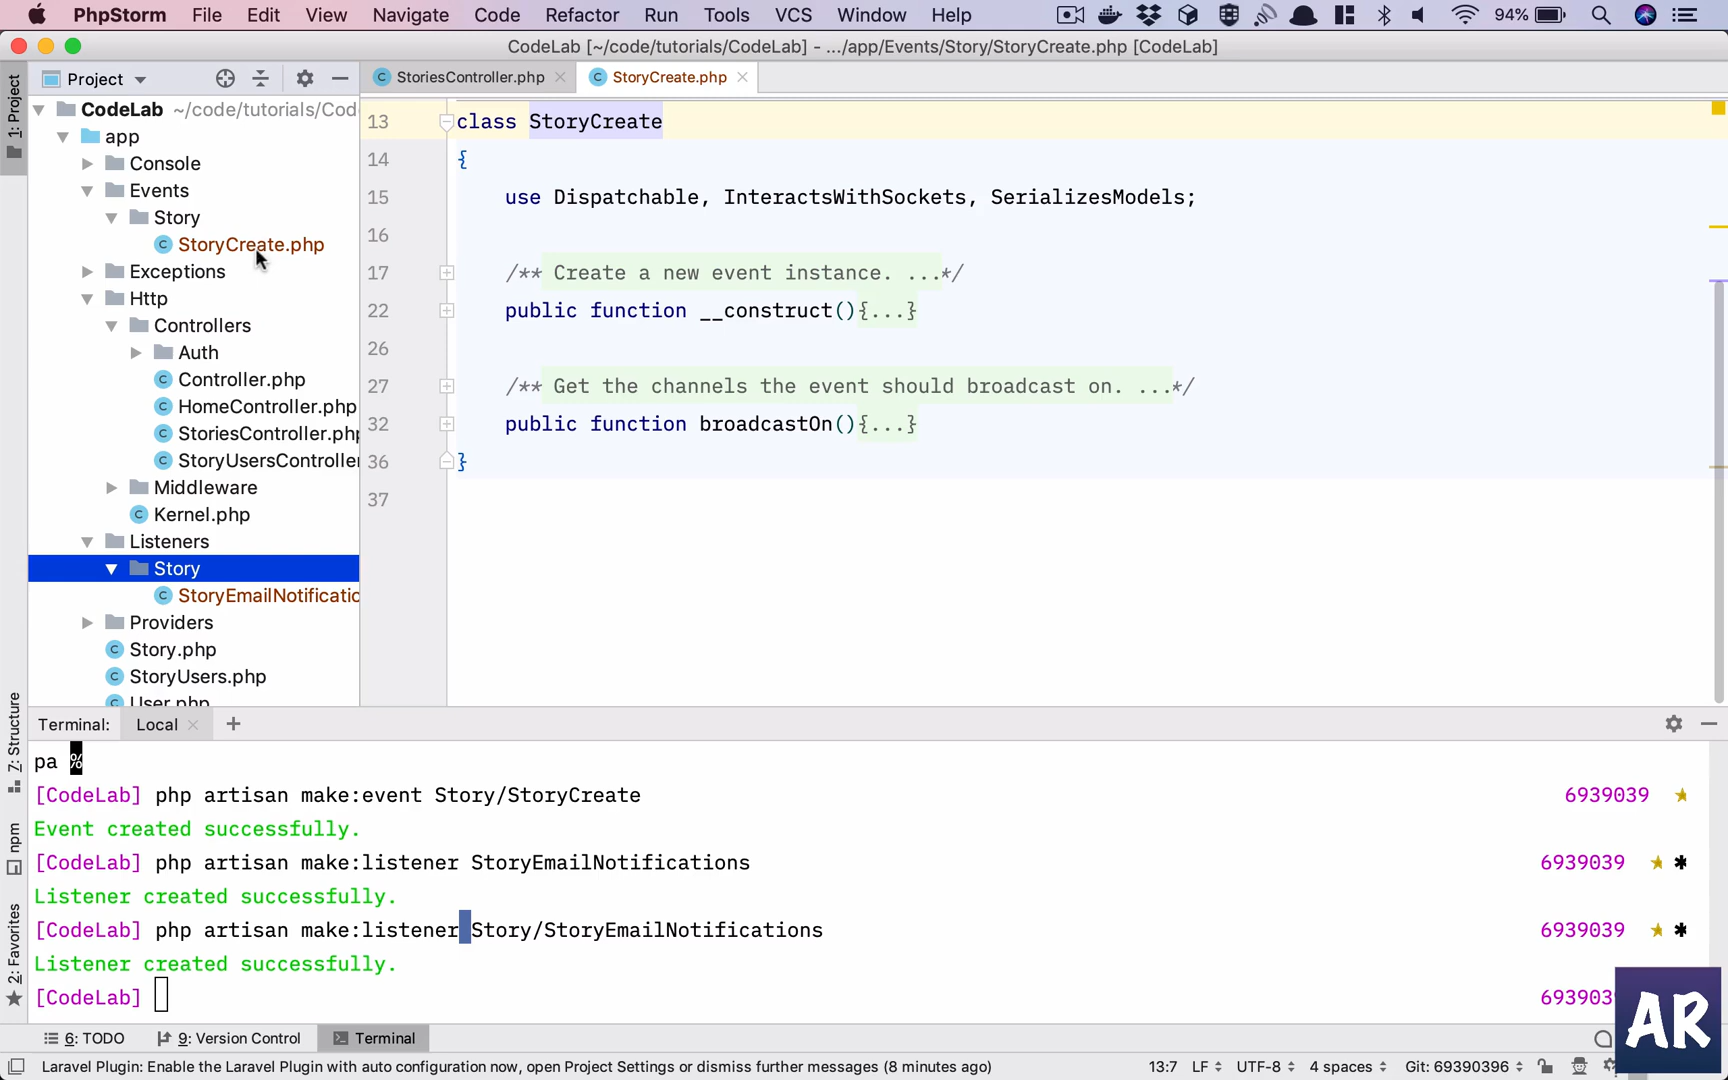 PhpStorm File Edit View Navigate Code Refactor Run Tools VCS Window Help 94%
CodeLab [~/code/tutorials/CodeLab] - .../app/Events/Story/StoryCreate.php [CodeLab]
1: Project
Project
StoriesController.php
StoryCreate.php
CodeLab ~/code/tutorials/Cod
app
Console
Events
Story
StoryCreate.php
Exceptions
Http
Controllers
Auth
Controller.php
HomeController.php
StoriesController.php
StoryUsersController
Middleware
Kernel.php
Listeners
Story
StoryEmailNotificatio
Providers
Story.php
StoryUsers.php
User.php
13 class StoryCreate
14 {
15 use Dispatchable, InteractsWithSockets, SerializesModels;
16
17 /** Create a new event instance. ...*/
22 public function __construct(){...}
26
27 /** Get the channels the event should broadcast on. ...*/
32 public function broadcastOn(){...}
36 }
37
Z: Structure
npm
2: Favorites
Terminal: Local
pa %
[CodeLab] php artisan make:event Story/StoryCreate 6939039
Event created successfully.
[CodeLab] php artisan make:listener StoryEmailNotifications 6939039 *
Listener created successfully.
[CodeLab] php artisan make:listener Story/StoryEmailNotifications 6939039 *
Listener created successfully.
[CodeLab] 693903
AR
6: TODO 9: Version Control Terminal
Laravel Plugin: Enable the Laravel Plugin with auto configuration now, open Project Settings or dismiss further messages (8 minutes ago) 13:7 LF UTF-8 4 spaces Git: 69390396